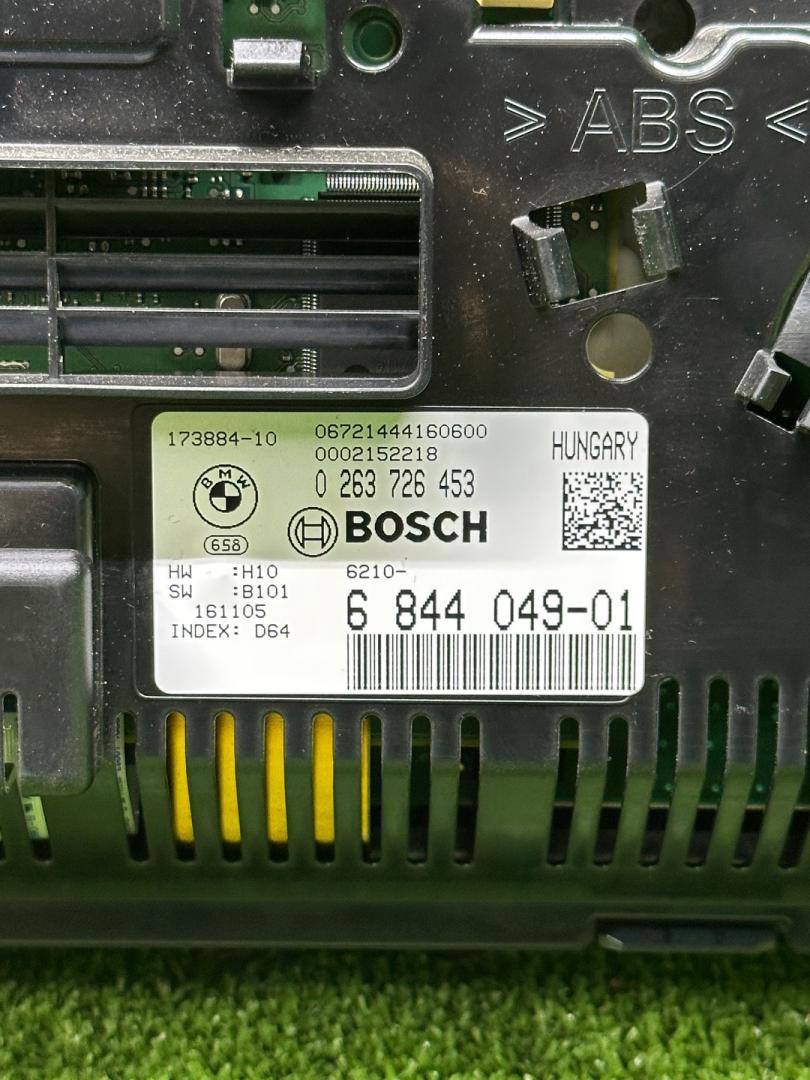 > ABS <
173884-10
06721444160600
0002152218
HUNGARY
0 263 726 453
BMW
658
BOSCH
HW :H10
SW :B101
161105
INDEX: D64
6210-
6 844 049-01